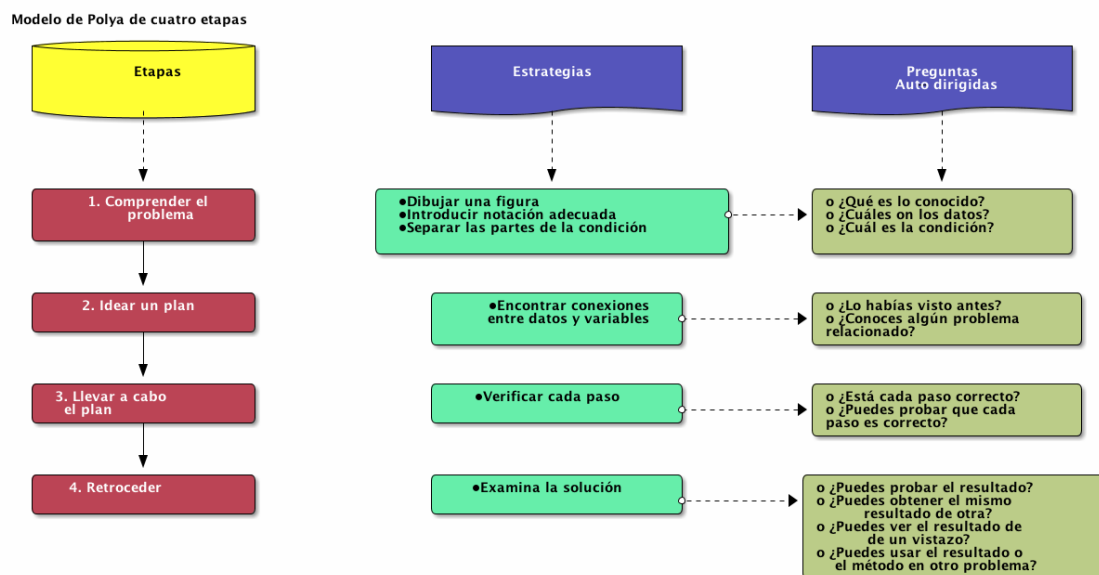 Modelo de Polya de cuatro etapas
Etapas
Estrategias
Preguntas
Auto dirigidas
1. Comprender el
problema
●Dibujar una figura
●Introducir notación adecuada
●Separar las partes de la condición
o ¿Qué es lo conocido?
o ¿Cuáles on los datos?
o ¿Cuál es la condición?
2. Idear un plan
●Encontrar conexiones
entre datos y variables
o ¿Lo habías visto antes?
o ¿Conoces algún problema
relacionado?
3. Llevar a cabo
el plan
●Verificar cada paso
o ¿Está cada paso correcto?
o ¿Puedes probar que cada
paso es correcto?
4. Retroceder
●Examina la solución
o ¿Puedes probar el resultado?
o ¿Puedes obtener el mismo
resultado de otra?
o ¿Puedes ver el resultado de
de un vistazo?
o ¿Puedes usar el resultado o
el método en otro problema?